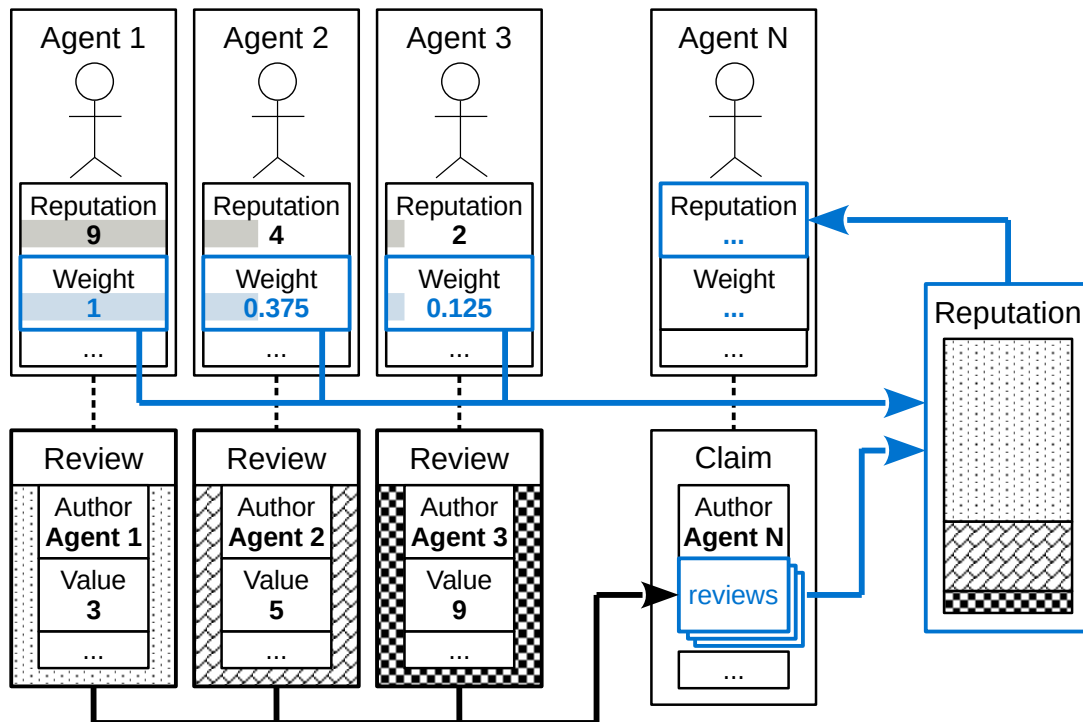 Agent 1
Reputation
9
Weight
1
...
Agent 2
Reputation
4
Weight
0.375
...
Agent 3
Reputation
2
Weight
0.125
...
Agent N
Reputation
...
Weight
...
...
Reputation
Review
Author
Agent 1
Value
3
...
Review
Author
Agent 2
Value
5
...
Review
Author
Agent 3
Value
9
...
Claim
Author
Agent N
reviews
...